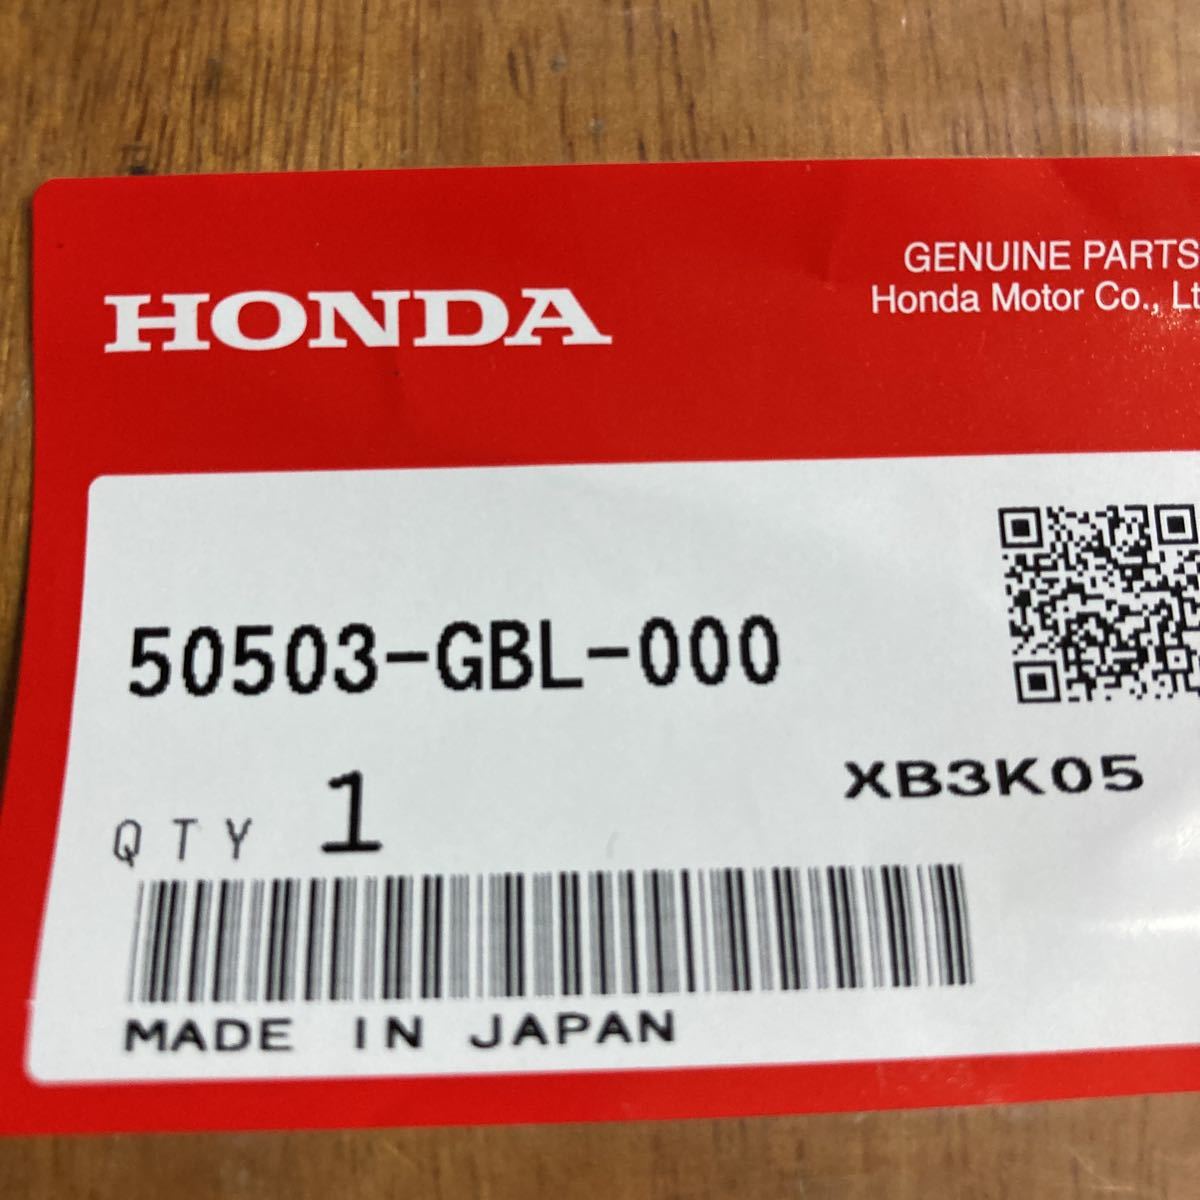 HONDA
GENUINE PARTS
Honda Motor Co., Lt
50503-GBL-000
XB3K05
QTY 1
MADE IN JAPAN